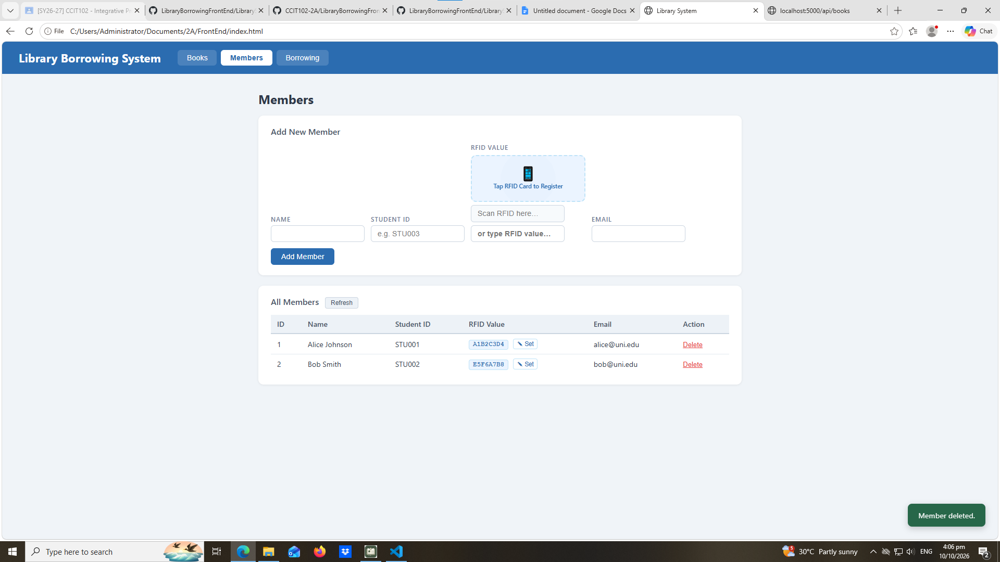 [SY26-27] CCIT102 - Integrative Pr
LibraryBorrowingFrontEnd/Library
CCIT102-2A/LibraryBorrowingFron
LibraryBorrowingFrontEnd/Library
Untitled document - Google Docs
Library System
localhost:5000/api/books
File
C:/Users/Administrator/Documents/2A/FrontEnd/index.html
Chat
Library Borrowing System
Books
Members
Borrowing
Members
Add New Member
RFID VALUE
Tap RFID Card to Register
Scan RFID here...
NAME
STUDENT ID
EMAIL
e.g. STU003
or type RFID value...
Add Member
All Members
Refresh
ID Name Student ID RFID Value Email Action
1 Alice Johnson STU001 A1B2C3D4 Set alice@uni.edu Delete
2 Bob Smith STU002 E5F6A7B8 Set bob@uni.edu Delete
Member deleted.
Type here to search
5
30°C Partly sunny
ENG
4:06 pm
10/10/2026
2